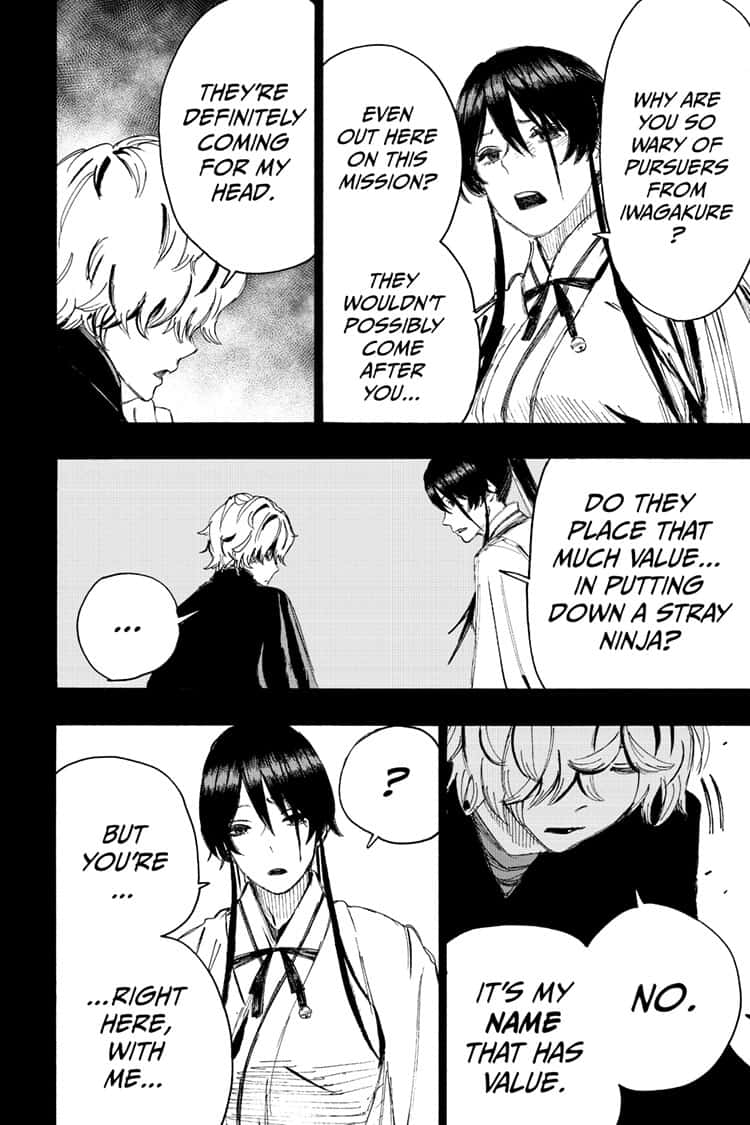 WHY ARE
YOU SO
WARY OF
PURSUERS
FROM
IWAGAKURE
?
EVEN
OUT HERE
ON THIS
MISSION?
THEY
WOULDN'T
POSSIBLY
COME
AFTER
YOU...
THEY'RE
DEFINITELY
COMING
FOR MY
HEAD.
DO THEY
PLACE THAT
MUCH VALUE...
IN PUTTING
DOWN A STRAY
NINJA?
...
NO.
IT'S MY
NAME
THAT HAS
VALUE.
?
BUT
YOU'RE
...
...RIGHT
HERE,
WITH
ME...